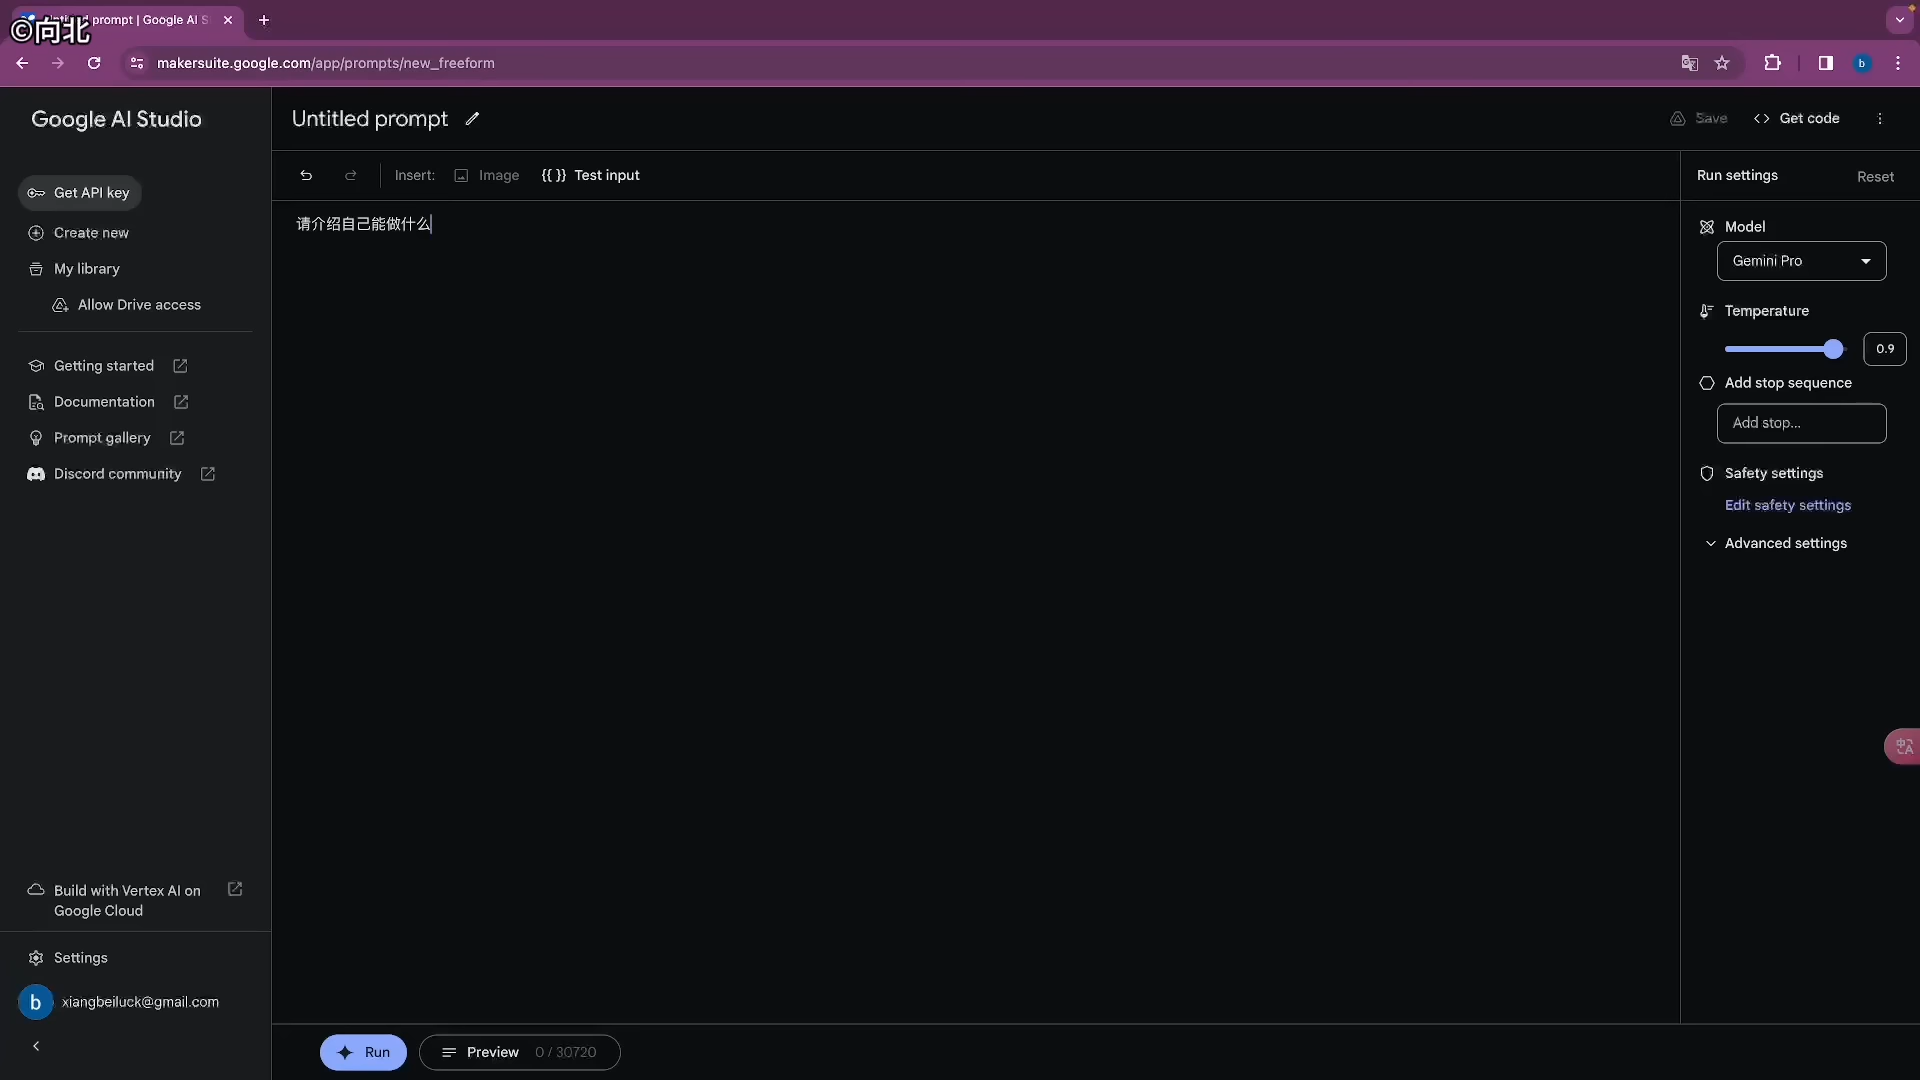 prompt | Google AI S
©向北
makersuite.google.com/app/prompts/new_freeform
b
Google AI Studio
Untitled prompt
Save
Get code
Get API key
Create new
My library
Allow Drive access
Getting started
Documentation
Prompt gallery
Discord community
Build with Vertex AI on
Google Cloud
Settings
b
xiangbeiluck@gmail.com
Insert:
Image
{{ }} Test input
请介绍自己能做什么
Run
Preview 0 / 30720
Run settings
Reset
Model
Gemini Pro
Temperature
0.9
Add stop sequence
Add stop...
Safety settings
Edit safety settings
Advanced settings